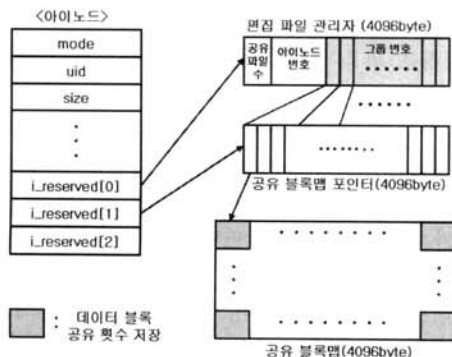 <아이노드>
mode
uid
size
i_reserved[0]
i_reserved[1]
i_reserved[2]
편집 파일 관리자 (4096byte)
공유
파일
수
아이노드
번호
그룹 번호
공유 블록맵 포인터(4096byte)
공유 블록맵(4096byte)
: 데이터 블록
공유 횟수 저장